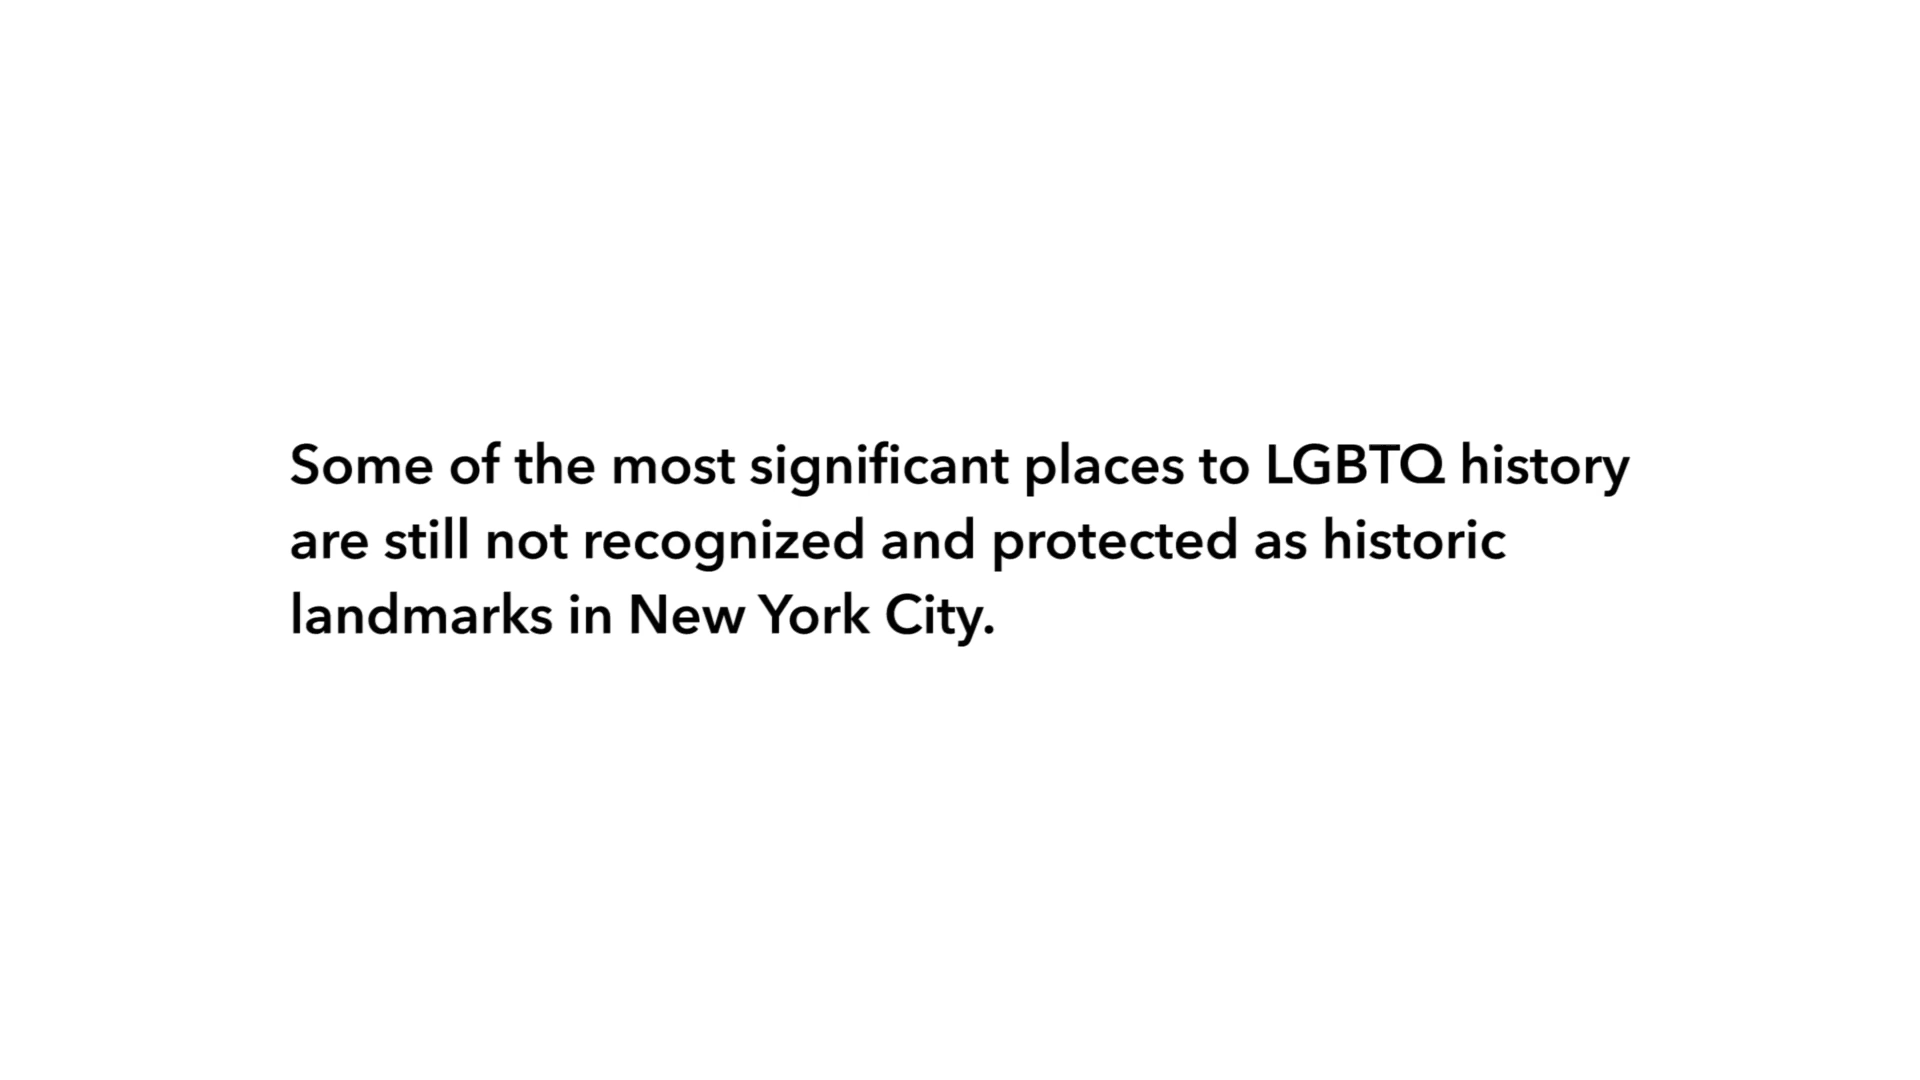 Some of the most significant places to LGBTQ history
are still not recognized and protected as historic
landmarks in New York City.